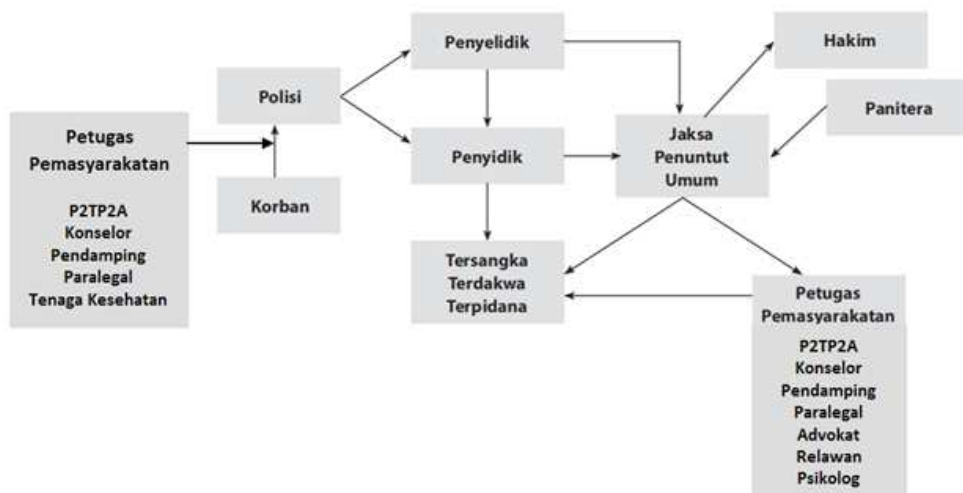 Penyelidik
Hakim
Polisi
Panitera
Petugas
Pemasyarakatan
P2TP2A
Konselor
Pendamping
Paralegal
Tenaga Kesehatan
Korban
Penyidik
Jaksa
Penuntut
Umum
Tersangka
Terdakwa
Terpidana
Petugas
Pemasyarakatan
P2TP2A
Konselor
Pendamping
Paralegal
Advokat
Relawan
Psikolog